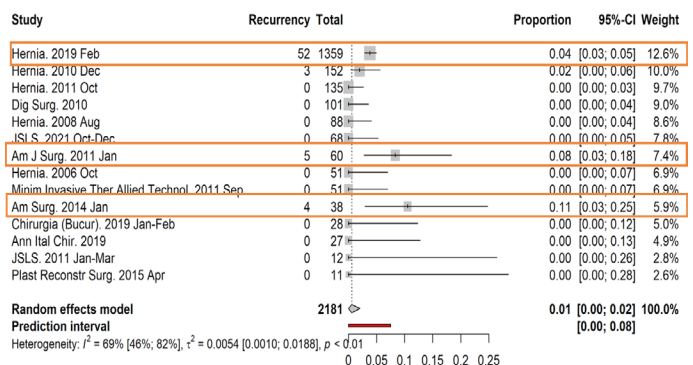 Study Recurrency Total Proportion 95%-CI Weight
Hernia. 2019 Feb 52 1359 0.04 [0.03; 0.05] 12.6%
Hernia. 2010 Dec 3 152 0.02 [0.00; 0.06] 10.0%
Hernia. 2011 Oct 0 135 0.00 [0.00; 0.03] 9.7%
Dig Surg. 2010 0 101 0.00 [0.00; 0.04] 9.0%
Hernia. 2008 Aug 0 88 0.00 [0.00; 0.04] 8.6%
JSLS. 2021 Oct-Dec 0 68 0.00 [0.00; 0.05] 7.8%
Am J Surg. 2011 Jan 5 60 0.08 [0.03; 0.18] 7.4%
Hernia. 2006 Oct 0 51 0.00 [0.00; 0.07] 6.9%
Minim Invasive Ther Allied Technol. 2011 Sep 0 51 0.00 [0.00; 0.07] 6.9%
Am Surg. 2014 Jan 4 38 0.11 [0.03; 0.25] 5.9%
Chirurgia (Bucur). 2019 Jan-Feb 0 28 0.00 [0.00; 0.12] 5.0%
Ann Ital Chir. 2019 0 27 0.00 [0.00; 0.13] 4.9%
JSLS. 2011 Jan-Mar 0 12 0.00 [0.00; 0.26] 2.8%
Plast Reconstr Surg. 2015 Apr 0 11 0.00 [0.00; 0.28] 2.6%
Random effects model 2181 0.01 [0.00; 0.02] 100.0%
Prediction interval [0.00; 0.08]
Heterogeneity: I² = 69% [46%; 82%], τ² = 0.0054 [0.0010; 0.0188], p < 0.01
0 0.05 0.1 0.15 0.2 0.25